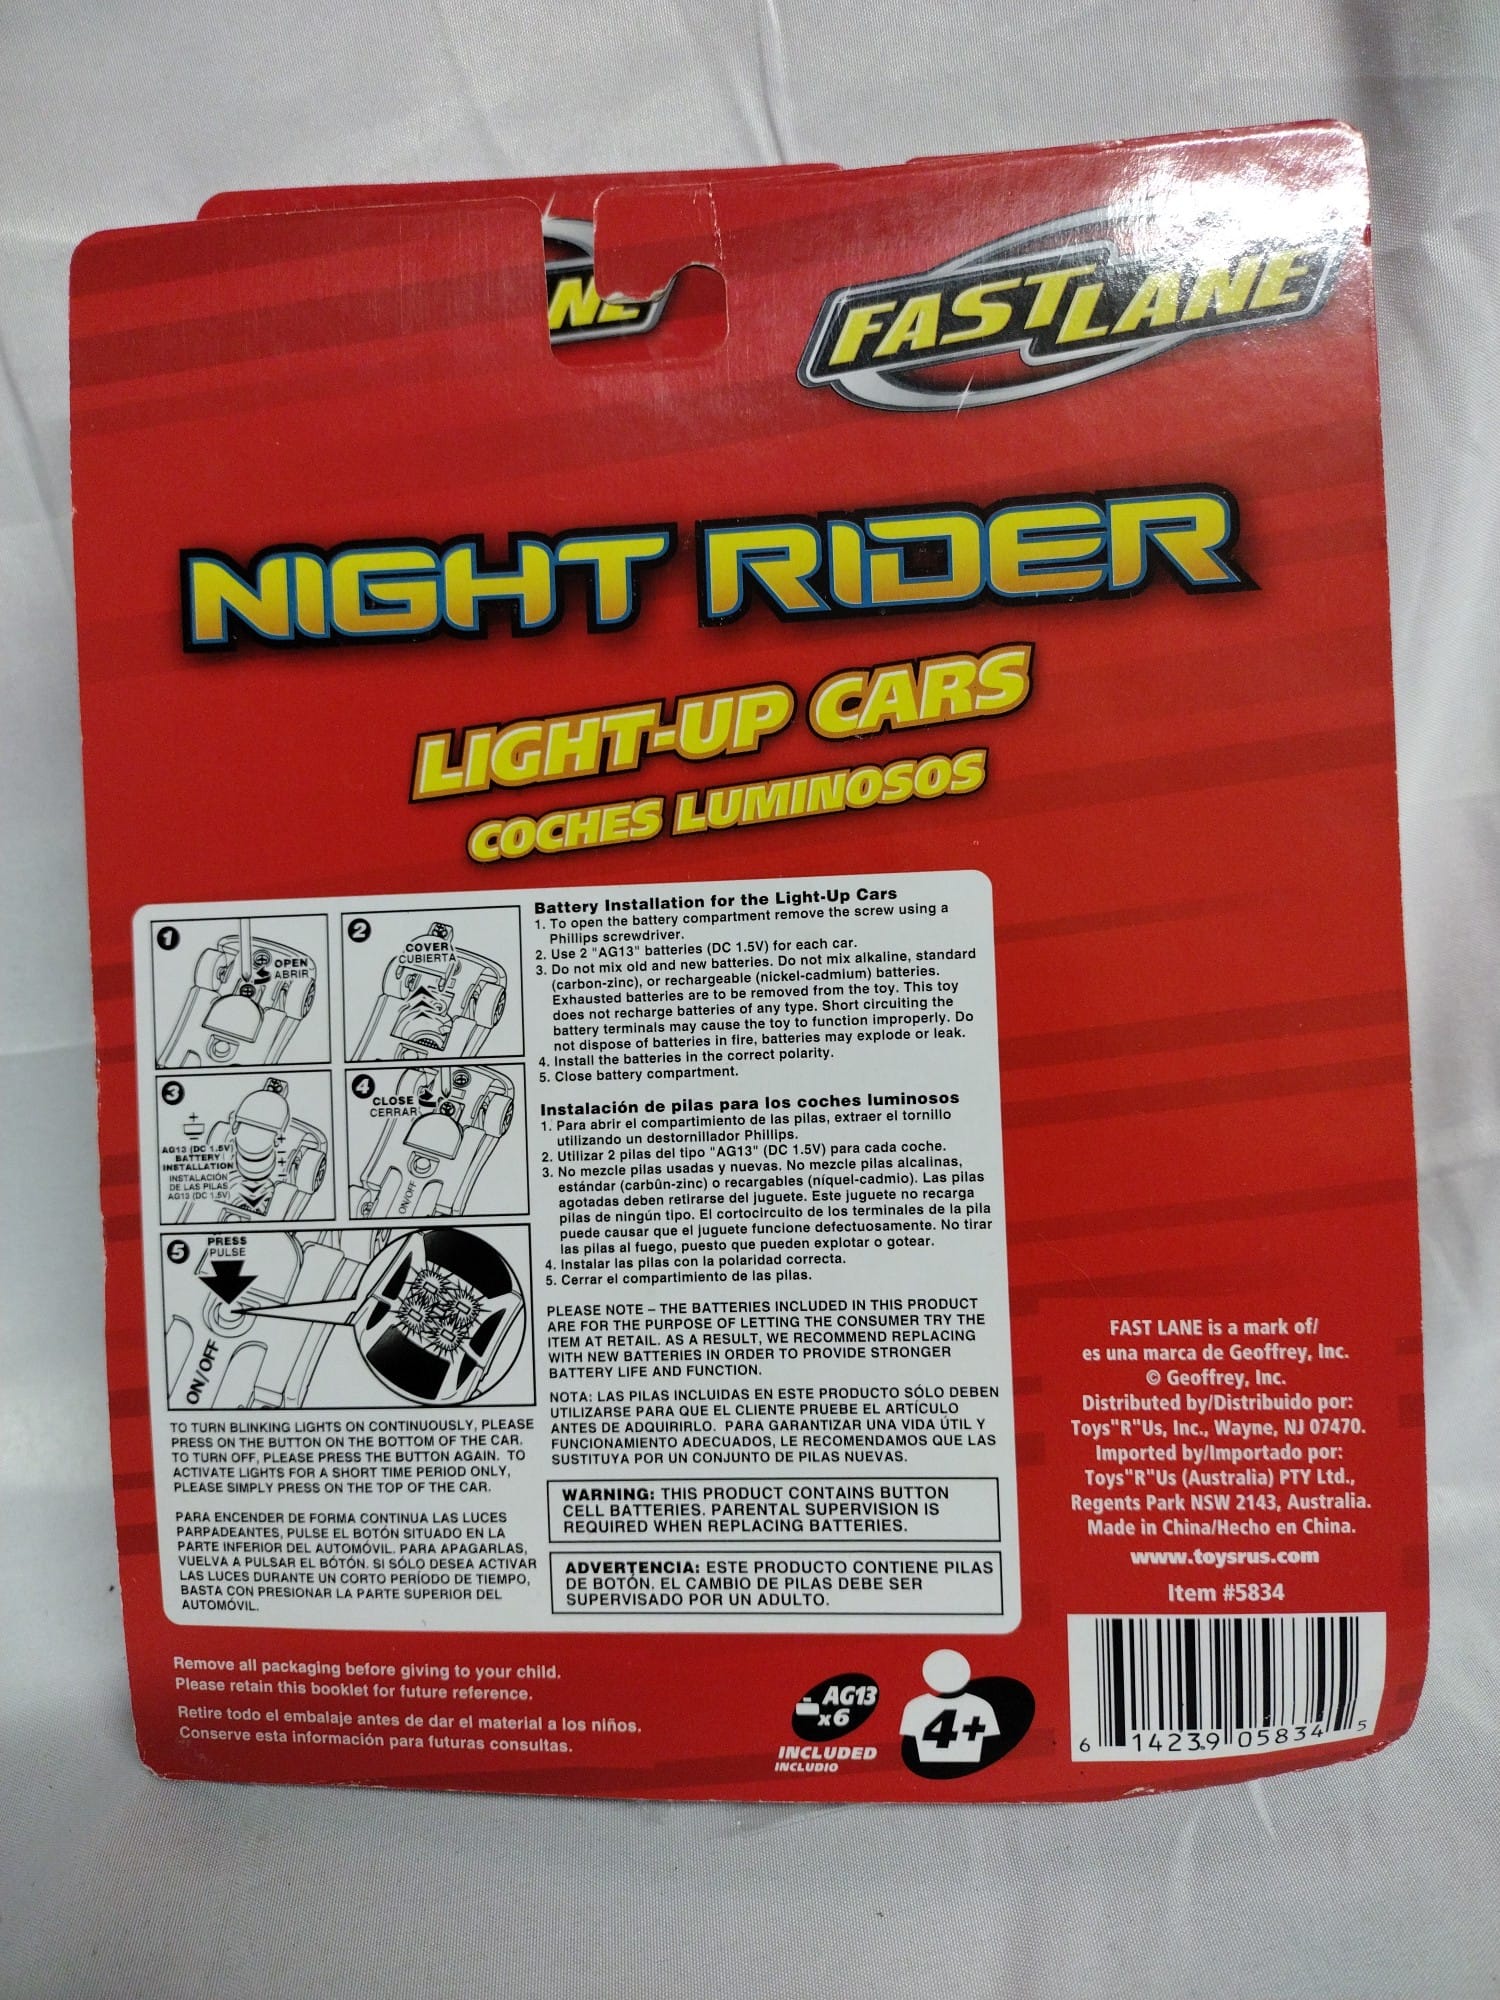 NE
FAST LANE
NIGHT RIDER
LIGHT-UP CARS
COCHES LUMINOSOS
1
OPEN
ABRIR
2
COVER
CUBIERTA
3
+
-
AG13 (DC 1.5V)
BATTERY
INSTALLATION
INSTALACIÓN
DE LAS PILAS
AG13 (DC 1.5V)
4
CLOSE
CERRAR
ON/OFF
5
PRESS
PULSE
ON/OFF
TO TURN BLINKING LIGHTS ON CONTINUOUSLY, PLEASE
PRESS ON THE BUTTON ON THE BOTTOM OF THE CAR.
TO TURN OFF, PLEASE PRESS THE BUTTON AGAIN. TO
ACTIVATE LIGHTS FOR A SHORT TIME PERIOD ONLY,
PLEASE SIMPLY PRESS ON THE TOP OF THE CAR.
PARA ENCENDER DE FORMA CONTINUA LAS LUCES
PARPADEANTES, PULSE EL BOTÓN SITUADO EN LA
PARTE INFERIOR DEL AUTOMÓVIL. PARA APAGARLAS,
VUELVA A PULSAR EL BÓTÓN. SI SÓLO DESEA ACTIVAR
LAS LUCES DURANTE UN CORTO PERÍODO DE TIEMPO,
BASTA CON PRESIONAR LA PARTE SUPERIOR DEL
AUTOMÓVIL.
Battery Installation for the Light-Up Cars
1. To open the battery compartment remove the screw using a
Phillips screwdriver.
2. Use 2 "AG13" batteries (DC 1.5V) for each car.
3. Do not mix old and new batteries. Do not mix alkaline, standard
(carbon-zinc), or rechargeable (nickel-cadmium) batteries.
Exhausted batteries are to be removed from the toy. This toy
does not recharge batteries of any type. Short circuiting the
battery terminals may cause the toy to function improperly. Do
not dispose of batteries in fire, batteries may explode or leak.
4. Install the batteries in the correct polarity.
5. Close battery compartment.
Instalación de pilas para los coches luminosos
1. Para abrir el compartimiento de las pilas, extraer el tornillo
utilizando un destornillador Phillips.
2. Utilizar 2 pilas del tipo "AG13" (DC 1.5V) para cada coche.
3. No mezcle pilas usadas y nuevas. No mezcle pilas alcalinas,
estándar (carbûn-zinc) o recargables (níquel-cadmio). Las pilas
agotadas deben retirarse del juguete. Este juguete no recarga
pilas de ningún tipo. El cortocircuito de los terminales de la pila
puede causar que el juguete funcione defectuosamente. No tirar
las pilas al fuego, puesto que pueden explotar o gotear.
4. Instalar las pilas con la polaridad correcta.
5. Cerrar el compartimiento de las pilas.
PLEASE NOTE – THE BATTERIES INCLUDED IN THIS PRODUCT
ARE FOR THE PURPOSE OF LETTING THE CONSUMER TRY THE
ITEM AT RETAIL. AS A RESULT, WE RECOMMEND REPLACING
WITH NEW BATTERIES IN ORDER TO PROVIDE STRONGER
BATTERY LIFE AND FUNCTION.
NOTA: LAS PILAS INCLUIDAS EN ESTE PRODUCTO SÓLO DEBEN
UTILIZARSE PARA QUE EL CLIENTE PRUEBE EL ARTÍCULO
ANTES DE ADQUIRIRLO. PARA GARANTIZAR UNA VIDA ÚTIL Y
FUNCIONAMIENTO ADECUADOS, LE RECOMENDAMOS QUE LAS
SUSTITUYA POR UN CONJUNTO DE PILAS NUEVAS.
WARNING: THIS PRODUCT CONTAINS BUTTON
CELL BATTERIES. PARENTAL SUPERVISION IS
REQUIRED WHEN REPLACING BATTERIES.
ADVERTENCIA: ESTE PRODUCTO CONTIENE PILAS
DE BOTÓN. EL CAMBIO DE PILAS DEBE SER
SUPERVISADO POR UN ADULTO.
FAST LANE is a mark of/
es una marca de Geoffrey, Inc.
© Geoffrey, Inc.
Distributed by/Distribuido por:
Toys"R"Us, Inc., Wayne, NJ 07470.
Imported by/Importado por:
Toys"R"Us (Australia) PTY Ltd.,
Regents Park NSW 2143, Australia.
Made in China/Hecho en China.
www.toysrus.com
Item #5834
Remove all packaging before giving to your child.
Please retain this booklet for future reference.
Retire todo el embalaje antes de dar el material a los niños.
Conserve esta información para futuras consultas.
AG13
x6
INCLUDED
INCLUDIO
4+
6 14239 05834 5